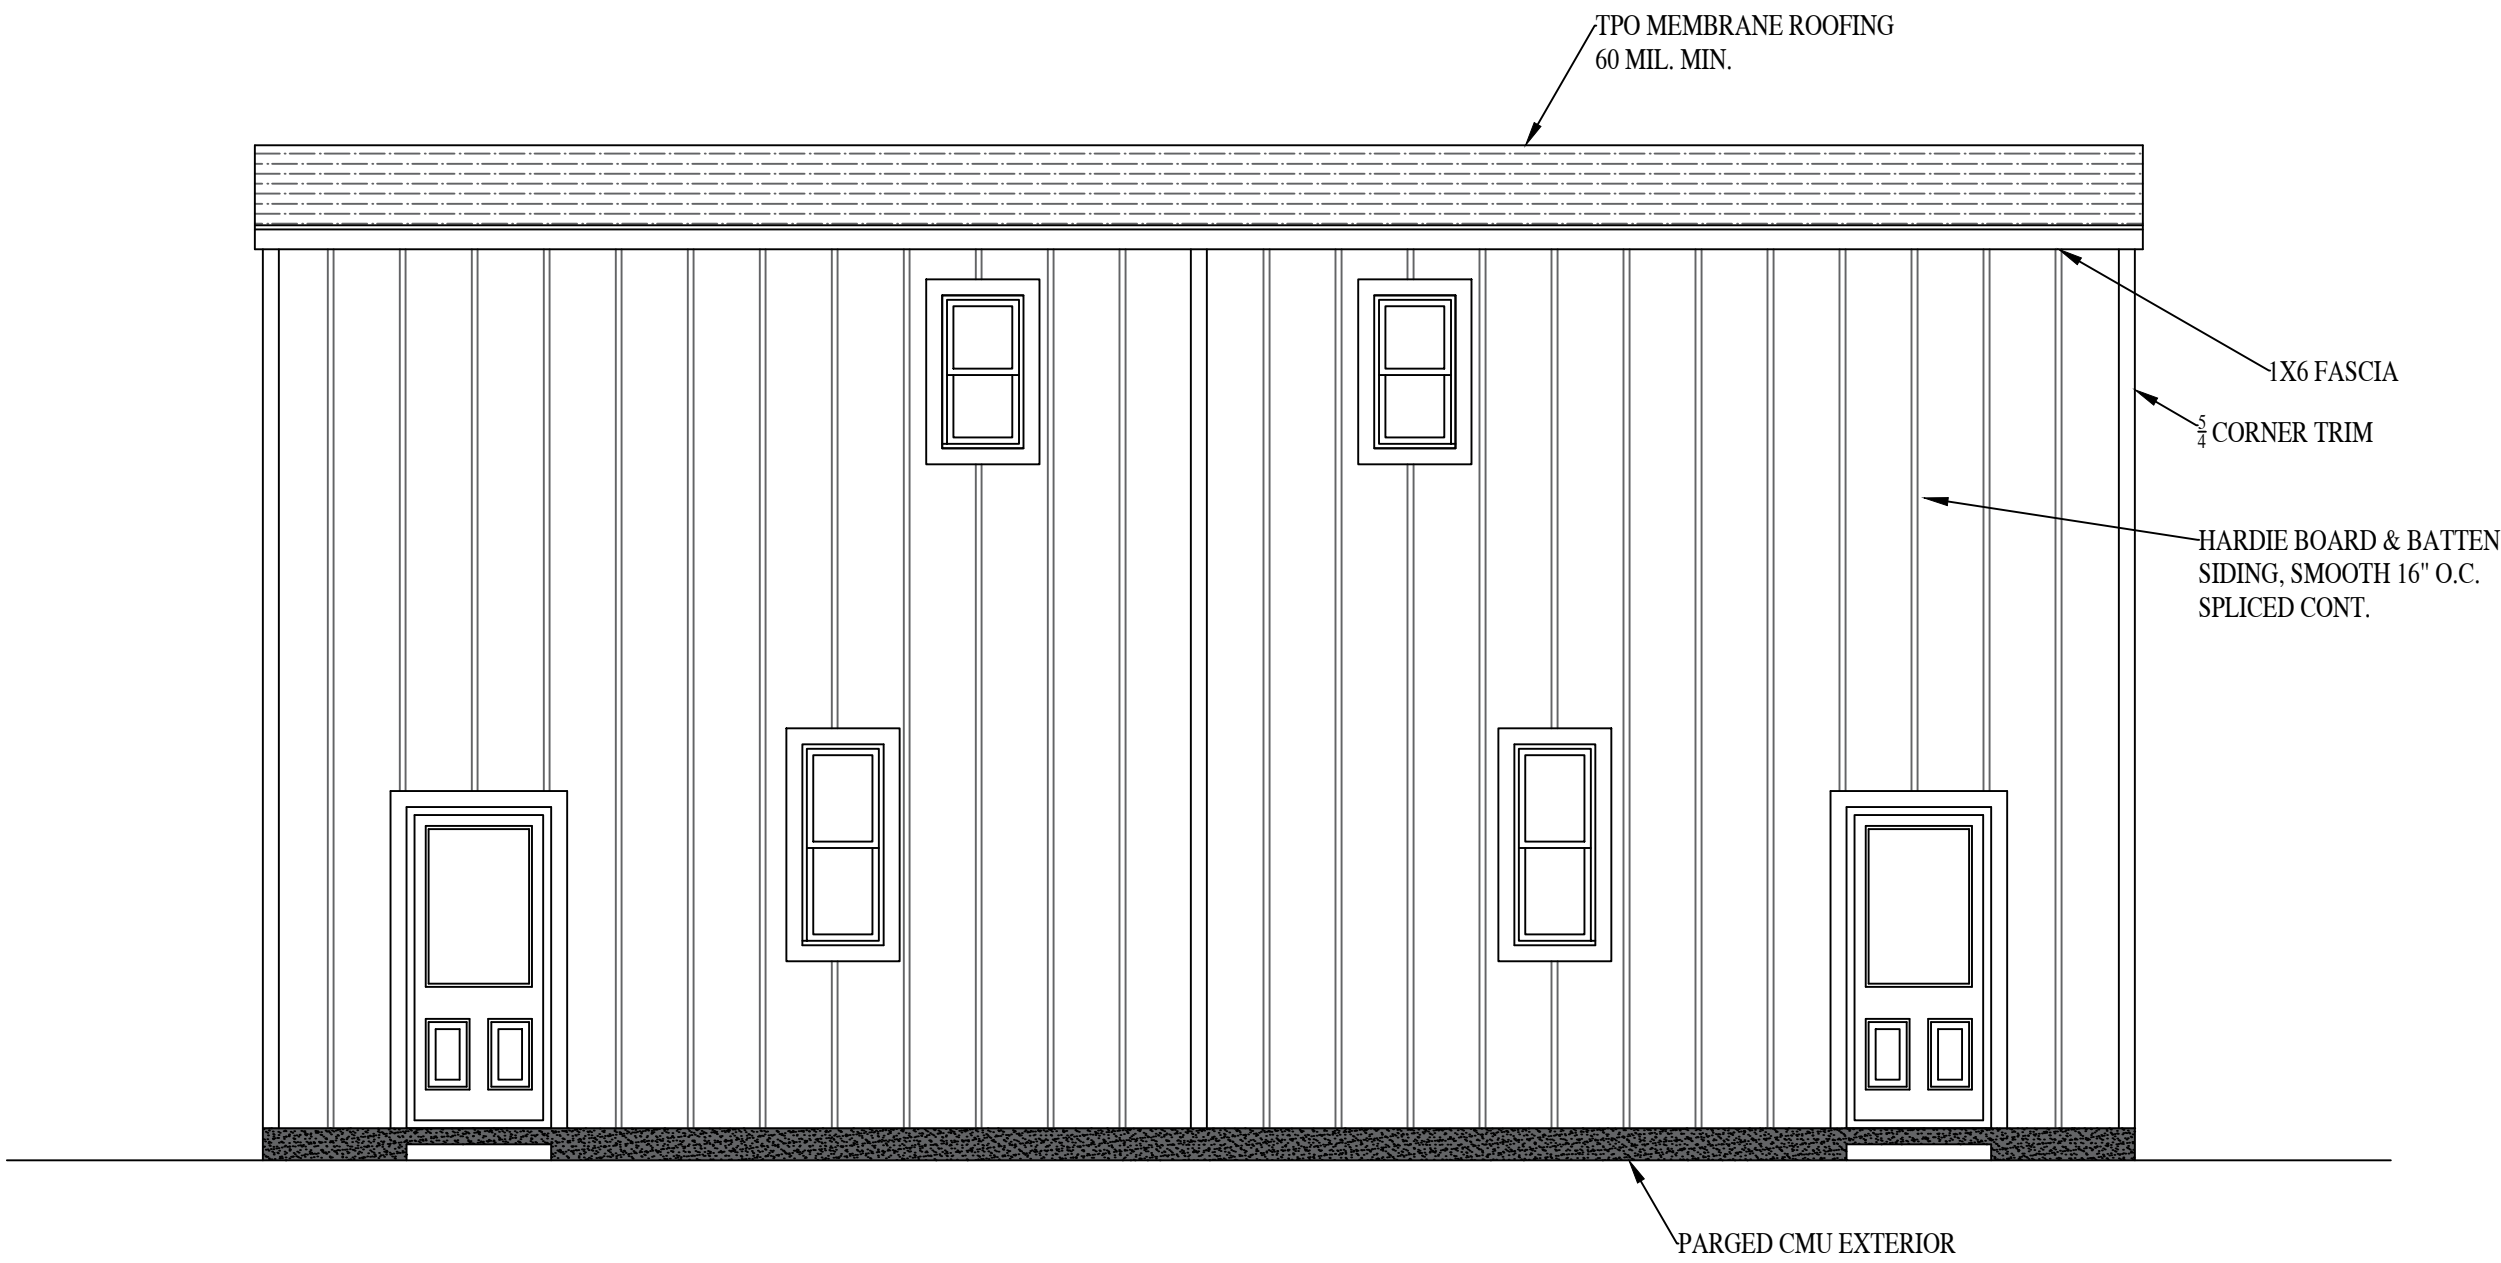 TPO MEMBRANE ROOFING
60 MIL. MIN.
1X6 FASCIA
5/4 CORNER TRIM
HARDIE BOARD & BATTEN
SIDING, SMOOTH 16" O.C.
SPLICED CONT.
PARGED CMU EXTERIOR